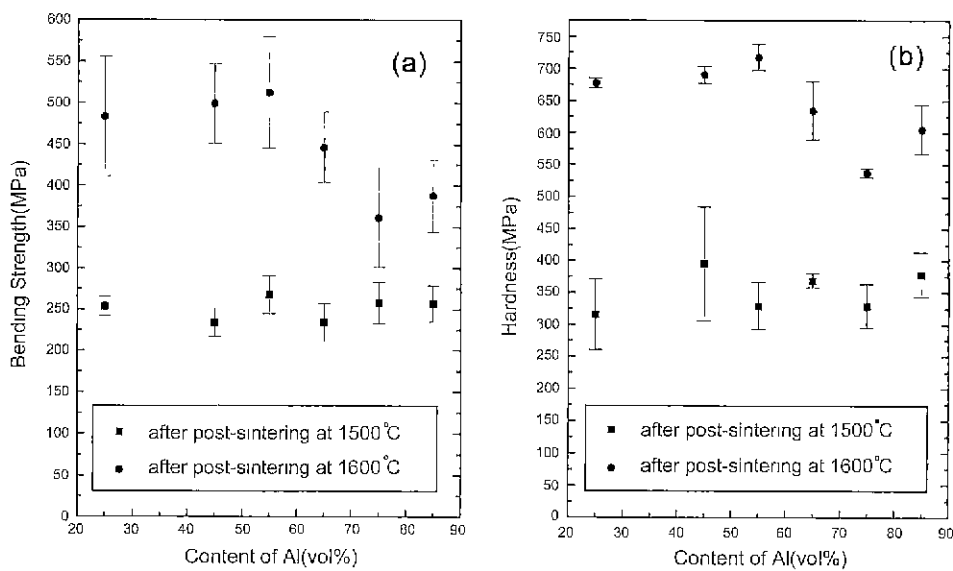 600
550
500
450
400
350
300
250
200
150
100
50
0
Bending Strength(MPa)
(a)
after post-sintering at 1500°C
after post-sintering at 1600°C
20 30 40 50 60 70 80 90
Content of Al(vol%)
750
700
650
600
550
500
450
400
350
300
250
200
150
100
50
0
Hardness(MPa)
(b)
after post-sintering at 1500°C
after post-sintering at 1600°C
20 30 40 50 60 70 80 90
Content of Al(vol%)